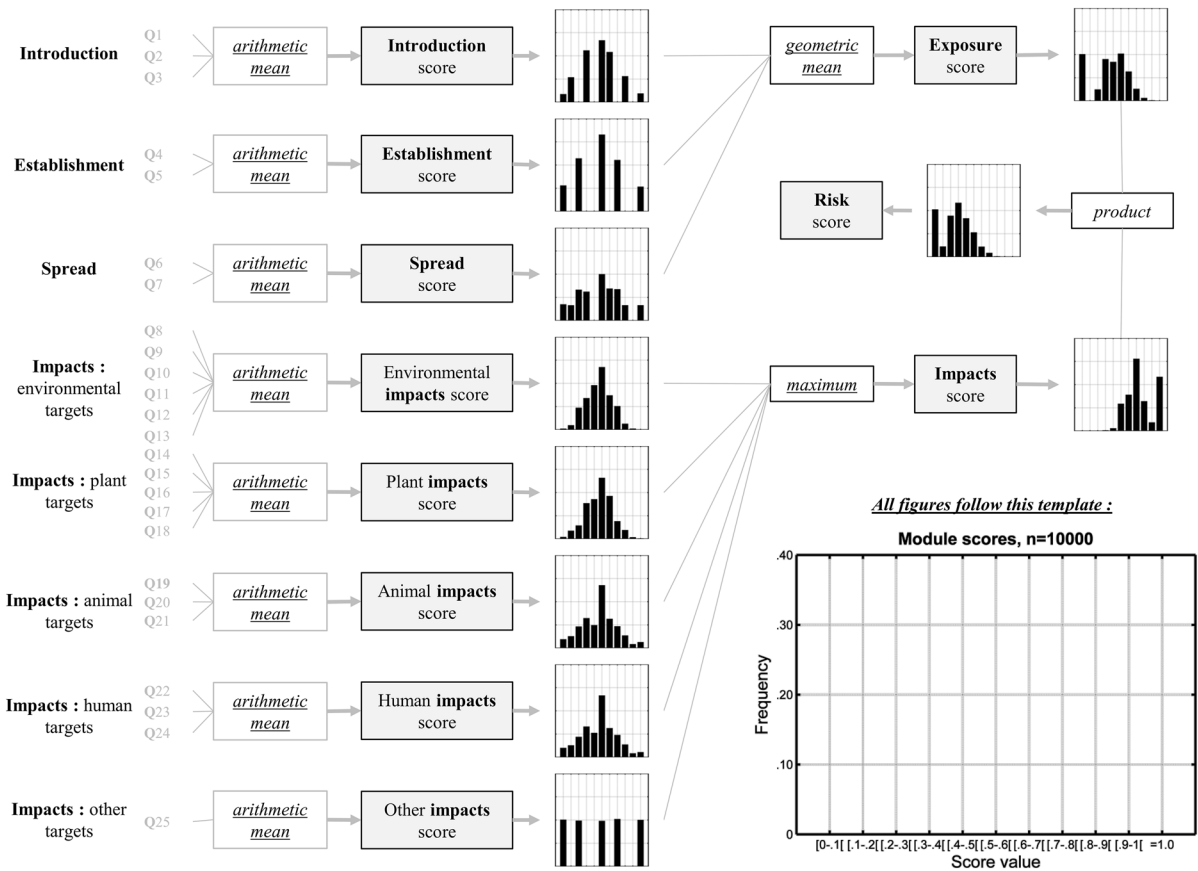 Introduction
Q1
Q2
Q3
arithmetic
mean
Introduction
score
geometric
mean
Exposure
score
Establishment
Q4
Q5
arithmetic
mean
Establishment
score
Risk
score
product
Spread
Q6
Q7
arithmetic
mean
Spread
score
Impacts :
environmental
targets
Q8
Q9
Q10
Q11
Q12
Q13
arithmetic
mean
Environmental
impacts score
maximum
Impacts
score
Impacts : plant
targets
Q14
Q15
Q16
Q17
Q18
arithmetic
mean
Plant impacts
score
Impacts : animal
targets
Q19
Q20
Q21
arithmetic
mean
Animal impacts
score
Impacts : human
targets
Q22
Q23
Q24
arithmetic
mean
Human impacts
score
Impacts : other
targets
Q25
arithmetic
mean
Other impacts
score
All figures follow this template :
Module scores, n=10000
.40
.30
.20
.10
0
Frequency
[0-.1[ [.1-.2[ [.2-.3[ [.3-.4[ [.4-.5[ [.5-.6[ [.6-.7[ [.7-.8[ [.8-.9[ [.9-1[ =1.0
Score value